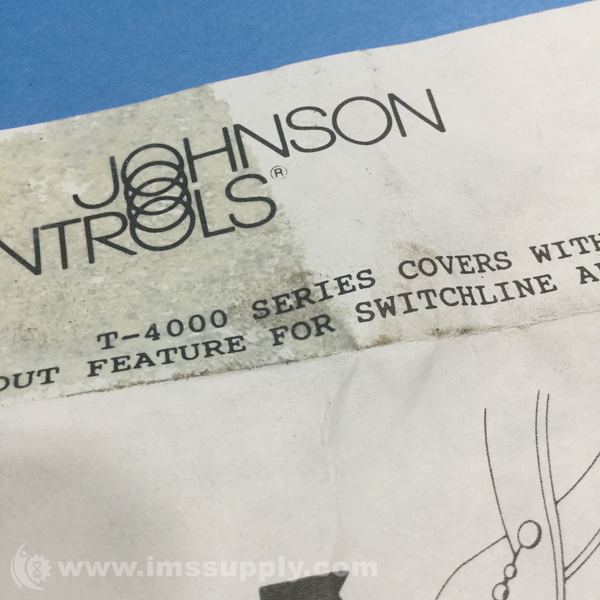 JOHNSON
NTROLS®
T-4000 SERIES COVERS WITH
OUT FEATURE FOR SWITCHLINE A
www.imssupply.com